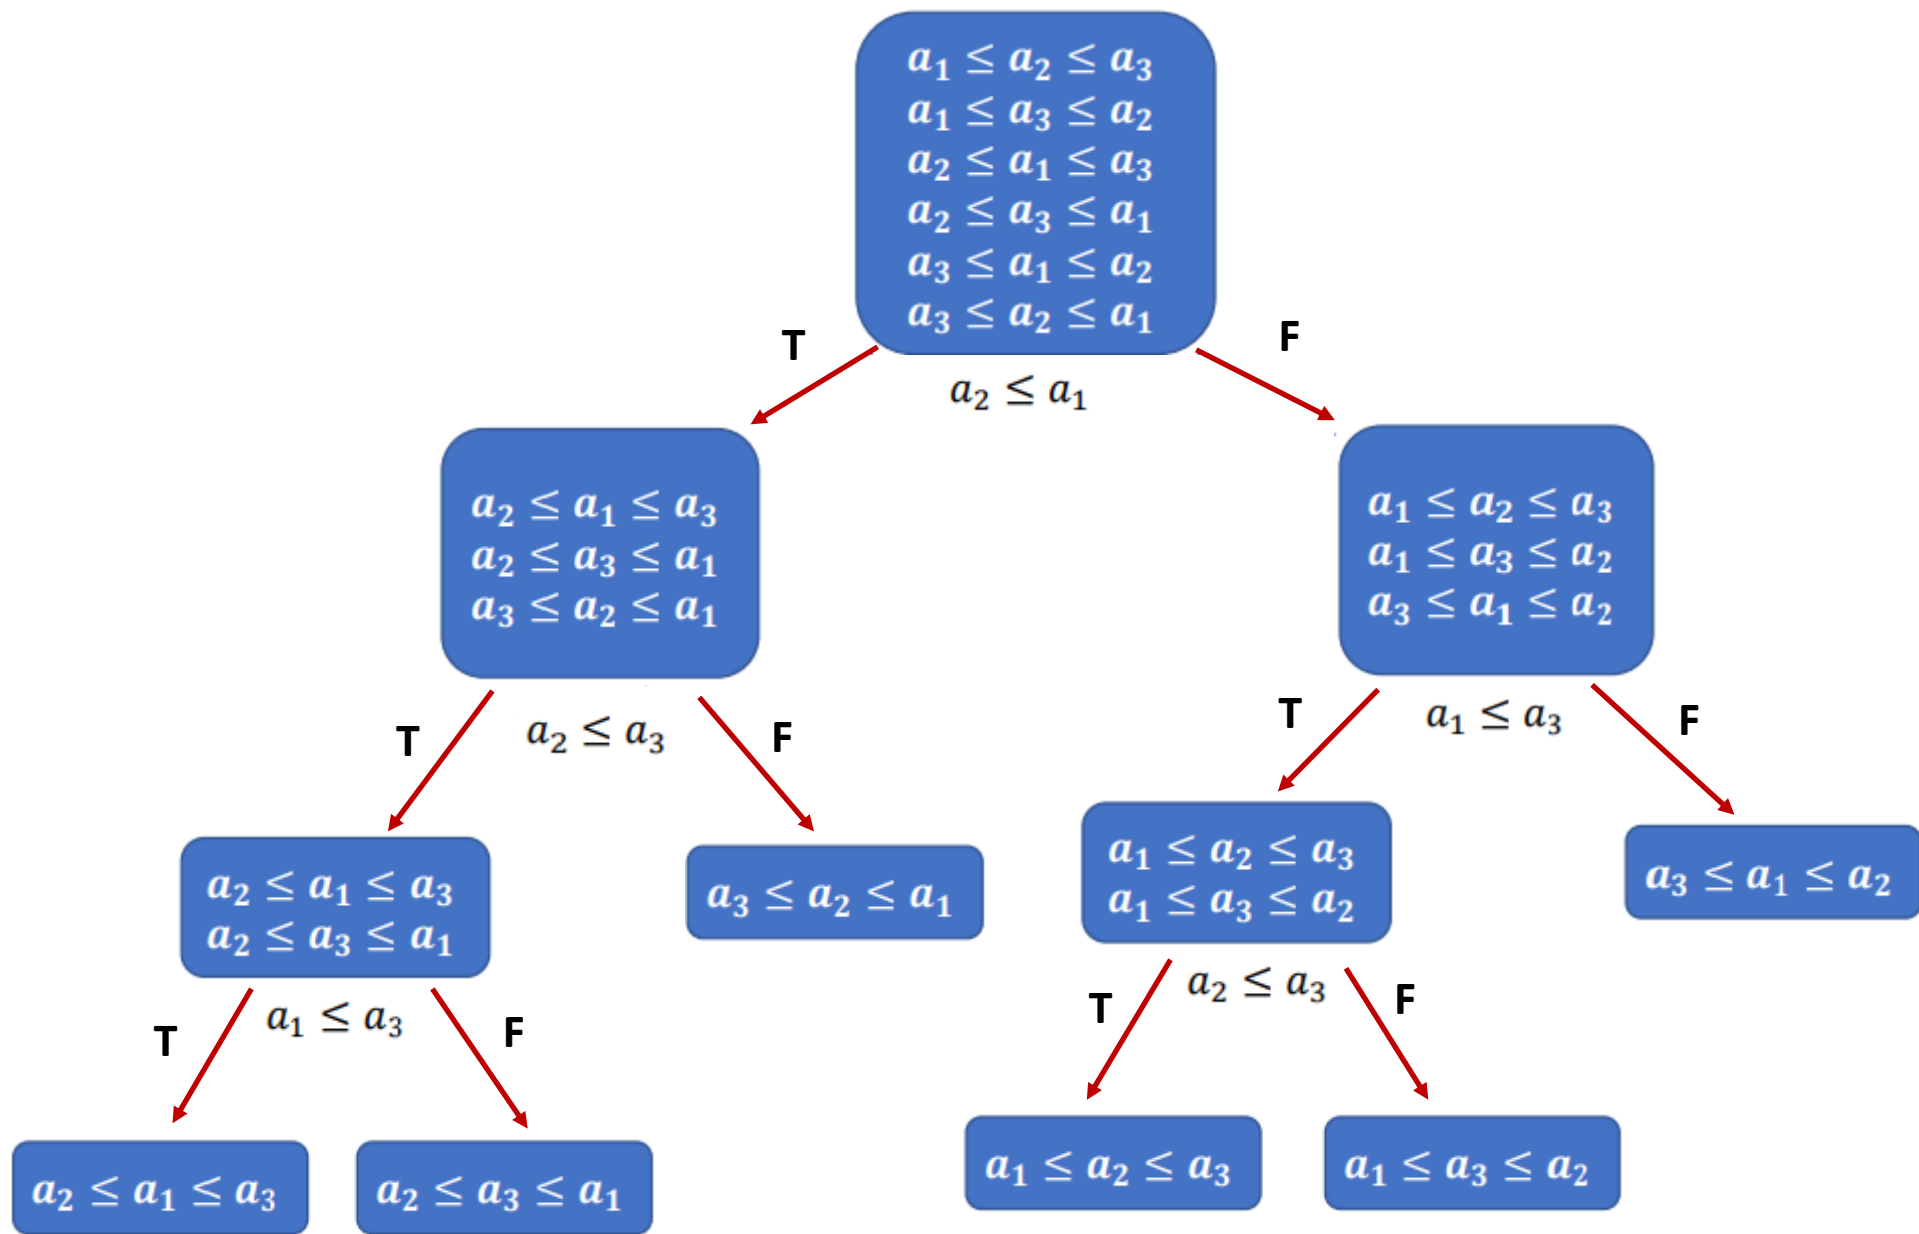 a₁ ≤ a₂ ≤ a₃
a₁ ≤ a₃ ≤ a₂
a₂ ≤ a₁ ≤ a₃
a₂ ≤ a₃ ≤ a₁
a₃ ≤ a₁ ≤ a₂
a₃ ≤ a₂ ≤ a₁
T
F
a₂ ≤ a₁
a₂ ≤ a₁ ≤ a₃
a₂ ≤ a₃ ≤ a₁
a₃ ≤ a₂ ≤ a₁
a₁ ≤ a₂ ≤ a₃
a₁ ≤ a₃ ≤ a₂
a₃ ≤ a₁ ≤ a₂
T
a₂ ≤ a₃
F
T
a₁ ≤ a₃
F
a₂ ≤ a₁ ≤ a₃
a₂ ≤ a₃ ≤ a₁
a₃ ≤ a₂ ≤ a₁
a₁ ≤ a₂ ≤ a₃
a₁ ≤ a₃ ≤ a₂
a₃ ≤ a₁ ≤ a₂
T
a₁ ≤ a₃
F
T
a₂ ≤ a₃
F
a₂ ≤ a₁ ≤ a₃
a₂ ≤ a₃ ≤ a₁
a₁ ≤ a₂ ≤ a₃
a₁ ≤ a₃ ≤ a₂